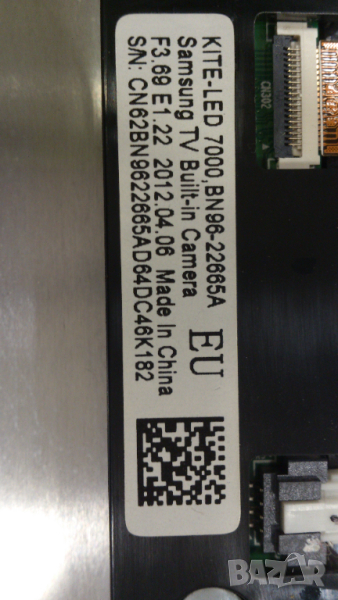 KITE-LED 7000,BN96-22665A
Samsung TV Built-in Camera
F3.69 E1.22 2012.04.06 Made In China
S/N: CN62BN9622665AD64DC46K182
EU
CN302
BAZAR